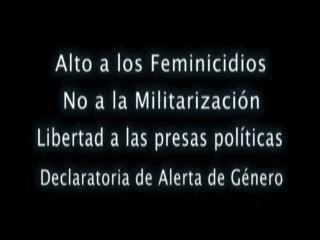 Alto a los Feminicidios
No a la Militarización
Libertad a las presas políticas
Declaratoria de Alerta de Género